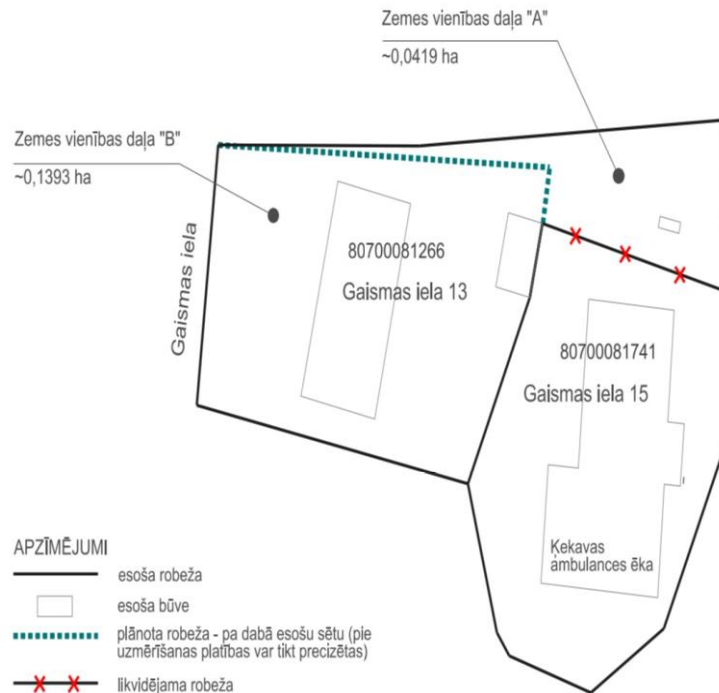 Zemes vienības daļa "A"
~0,0419 ha
Zemes vienības daļa "B"
~0,1393 ha
Gaismas iela
80700081266
Gaismas iela 13
80700081741
Gaismas iela 15
Ķekavas
ambulances ēka
APZĪMĒJUMI
esoša robeža
esoša būve
plānota robeža - pa dabā esošu sētu (pie
uzmērīšanas platības var tikt precizētas)
likvidējama robeža